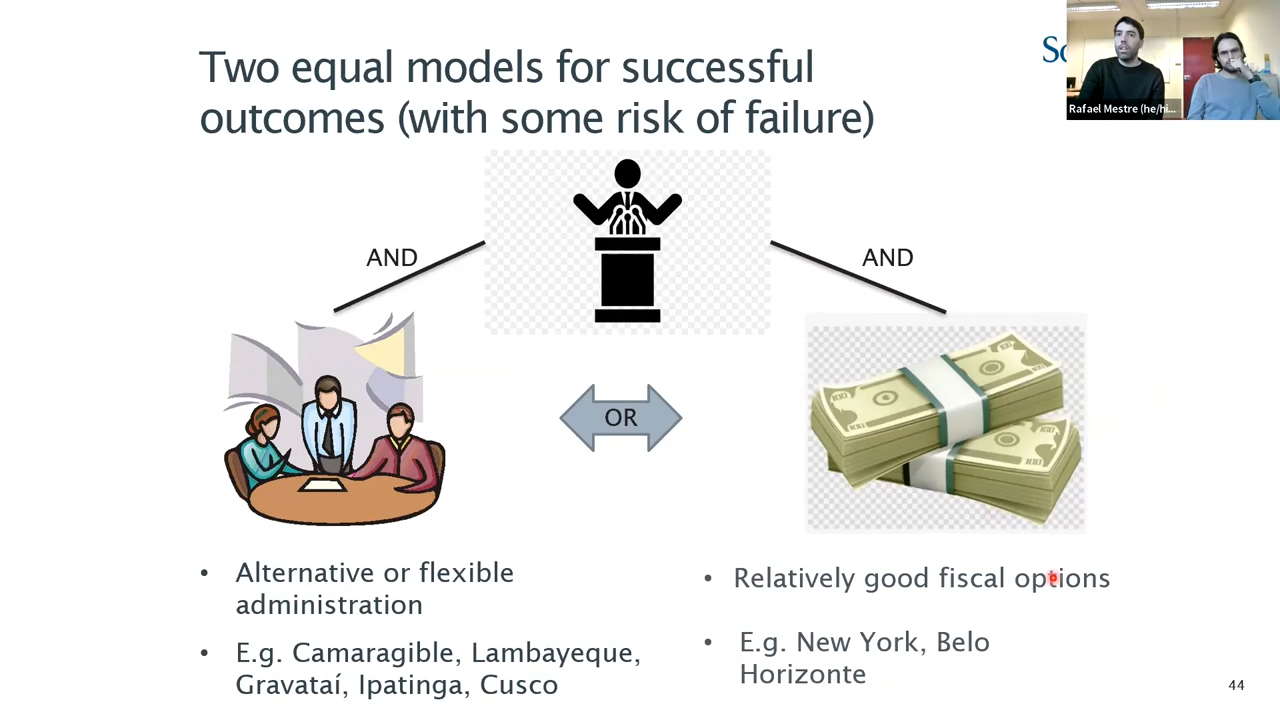 Two equal models for successful
outcomes (with some risk of failure)
Rafael Mestre (he/hi...
AND
AND
OR
• Alternative or flexible
administration
• E.g. Camaragible, Lambayeque,
Gravataí, Ipatinga, Cusco
• Relatively good fiscal options
• E.g. New York, Belo
Horizonte
44